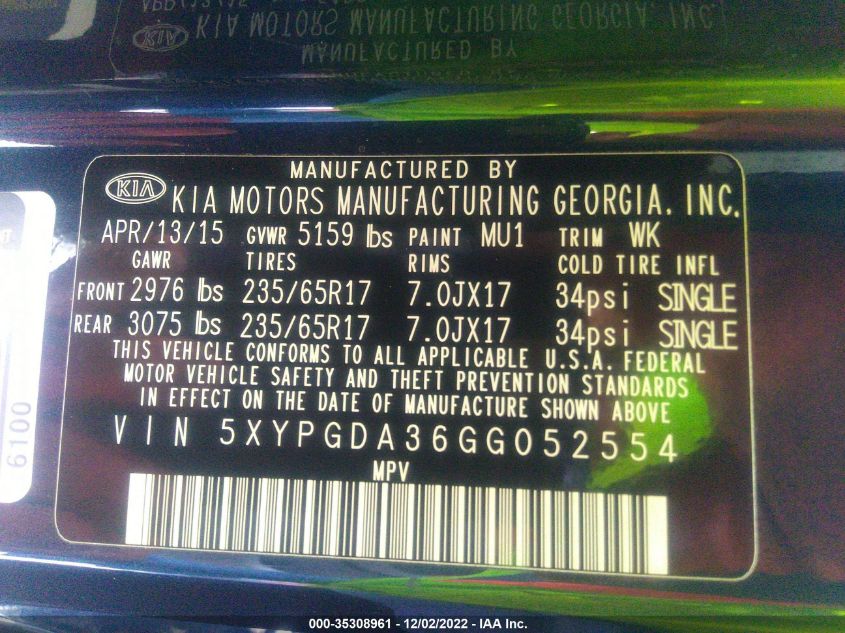 MANUFACTURED BY
KIA KIA MOTORS MANUFACTURING GEORGIA, INC.
APR/13/15 GVWR 5159 lbs PAINT MU1 TRIM WK
GAWR TIRES RIMS COLD TIRE INFL
FRONT 2976 lbs 235/65R17 7.0JX17 34psi SINGLE
REAR 3075 lbs 235/65R17 7.0JX17 34psi SINGLE
THIS VEHICLE CONFORMS TO ALL APPLICABLE U.S.A. FEDERAL
MOTOR VEHICLE SAFETY AND THEFT PREVENTION STANDARDS
IN EFFECT ON THE DATE OF MANUFACTURE SHOWN ABOVE
VIN 5XYPGDA36GG052554
MPV
6100
000-35308961 - 12/02/2022 - IAA Inc.